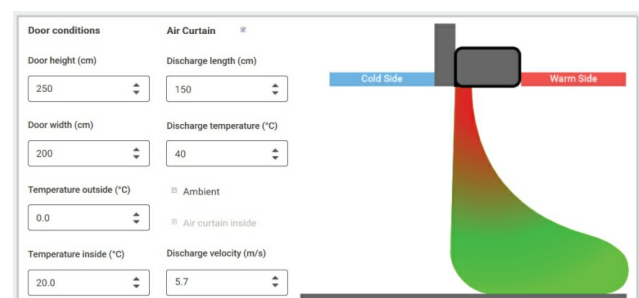 Door conditions
Air Curtain
Door height (cm)
Discharge length (cm)
250
150
Cold Side
Warm Side
Door width (cm)
Discharge temperature (°C)
200
40
Temperature outside (°C)
Ambient
0.0
Air curtain inside
Temperature inside (°C)
Discharge velocity (m/s)
20.0
5.7